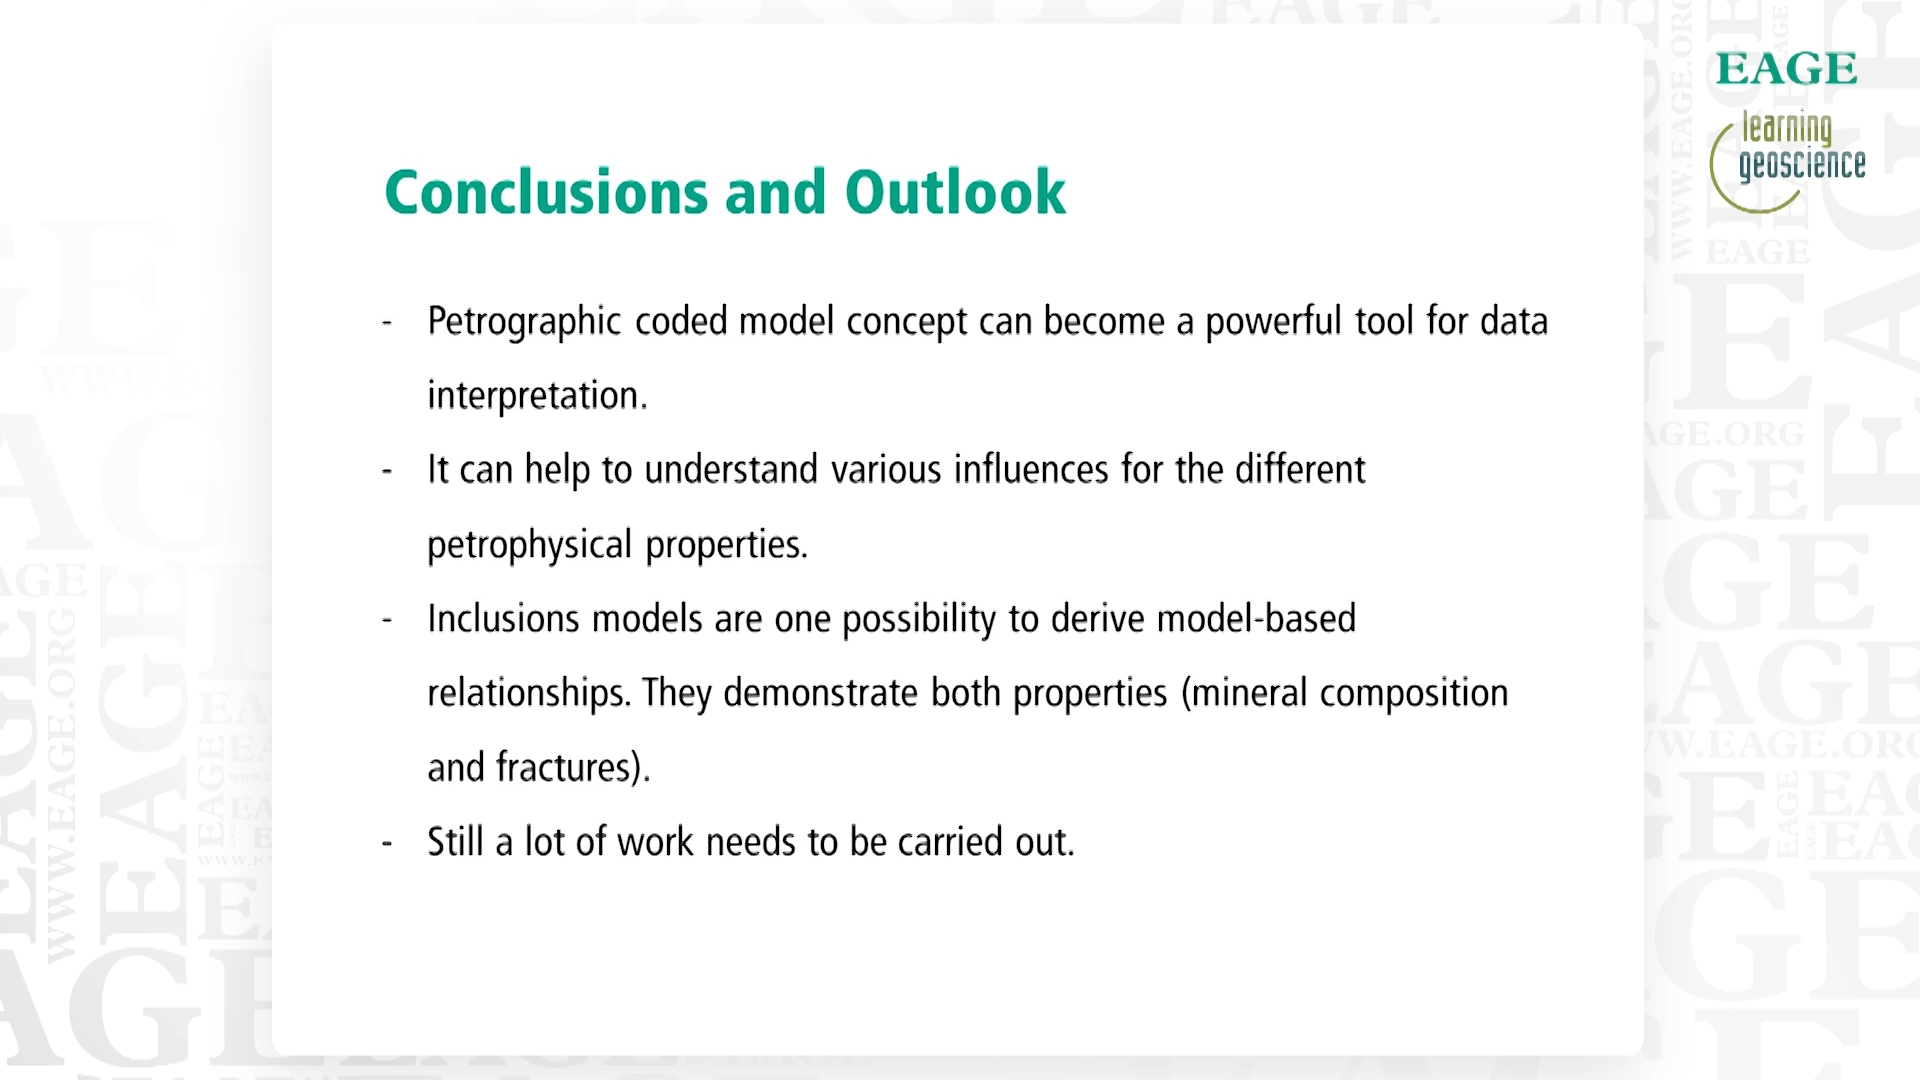 EAGE
learning
geoscience
Conclusions and Outlook
- Petrographic coded model concept can become a powerful tool for data
interpretation.
- It can help to understand various influences for the different
petrophysical properties.
- Inclusions models are one possibility to derive model-based
relationships. They demonstrate both properties (mineral composition
and fractures).
- Still a lot of work needs to be carried out.